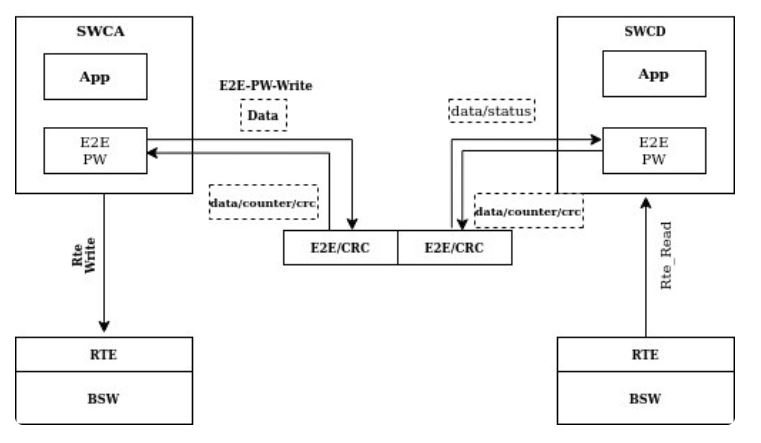 SWCA
SWCD
App
App
E2E-PW-Write
Data
data/status
E2E
PW
E2E
PW
data/counter/crc
data/counter/crc
E2E/CRC
E2E/CRC
Rte
Write
Rte_Read
RTE
RTE
BSW
BSW